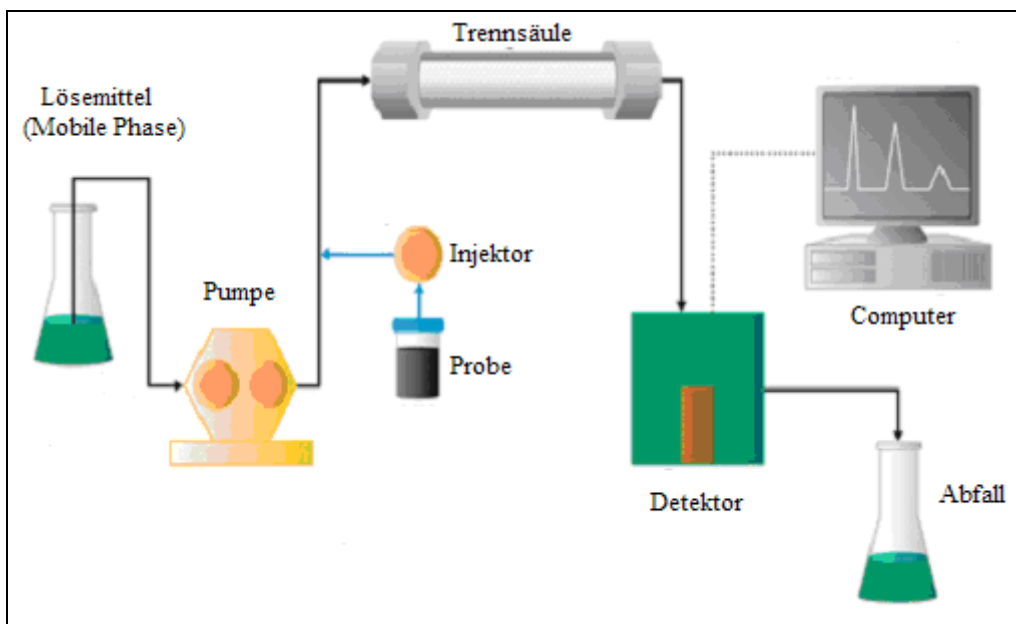 Trennsäule
Lösemittel
(Mobile Phase)
Injektor
Pumpe
Probe
Computer
Detektor
Abfall